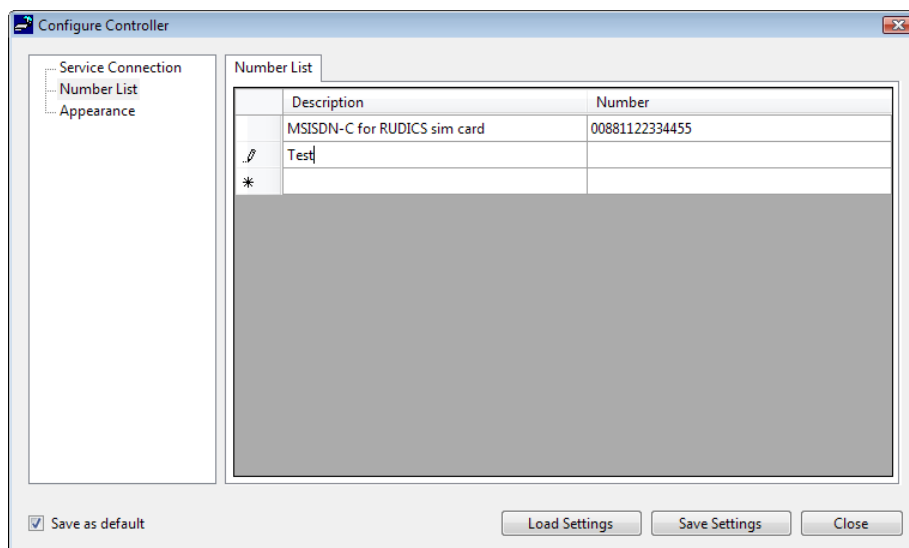 Configure Controller
Service Connection
Number List
Appearance
Number List
Description Number
MSISDN-C for RUDICS sim card 00881122334455
Test
Save as default Load Settings Save Settings Close